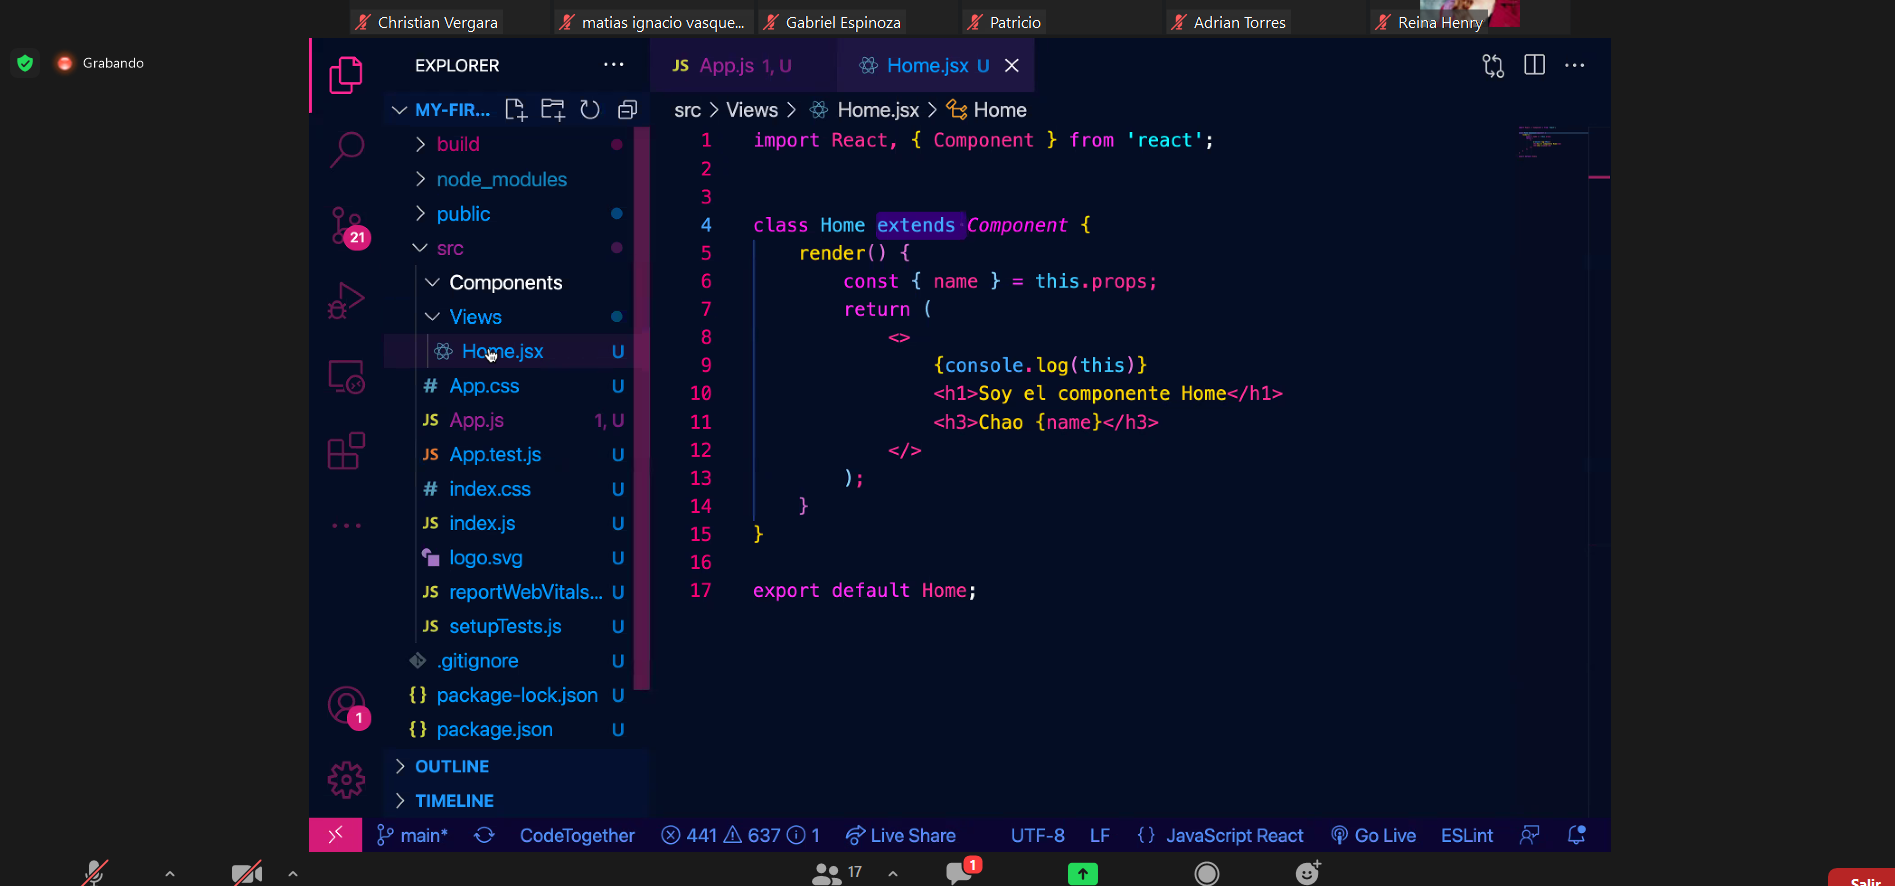 Christian Vergara
matias ignacio vasque...
Gabriel Espinoza
Patricio
Adrian Torres
Reina Henry
Grabando
EXPLORER
MY-FIR...
build
node_modules
public
src
Components
Views
Home.jsx U
# App.css U
JS App.js 1, U
JS App.test.js U
# index.css U
JS index.js U
logo.svg U
JS reportWebVitals... U
JS setupTests.js U
.gitignore U
{} package-lock.json U
{} package.json U
OUTLINE
TIMELINE
21
1
JS App.js 1, U
Home.jsx U
src > Views > Home.jsx > Home
1 import React, { Component } from 'react';
2
3
4 class Home extends Component {
5 render() {
6 const { name } = this.props;
7 return (
8 <>
9 {console.log(this)}
10 <h1>Soy el componente Home</h1>
11 <h3>Chao {name}</h3>
12 </>
13 );
14 }
15 }
16
17 export default Home;
main* CodeTogether 441 637 1 Live Share UTF-8 LF {} JavaScript React Go Live ESLint
17
1
Salir